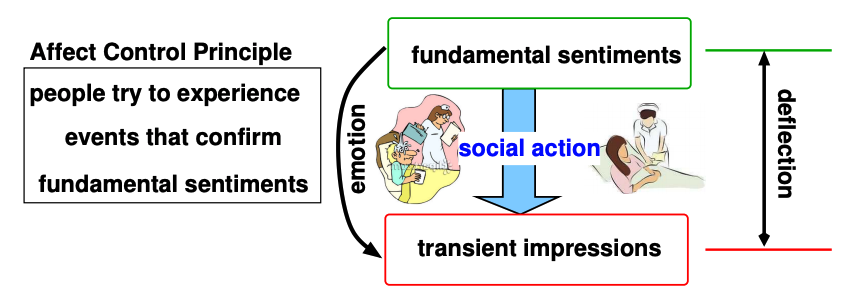 Affect Control Principle
people try to experience
events that confirm
fundamental sentiments
fundamental sentiments
emotion
social action
deflection
transient impressions